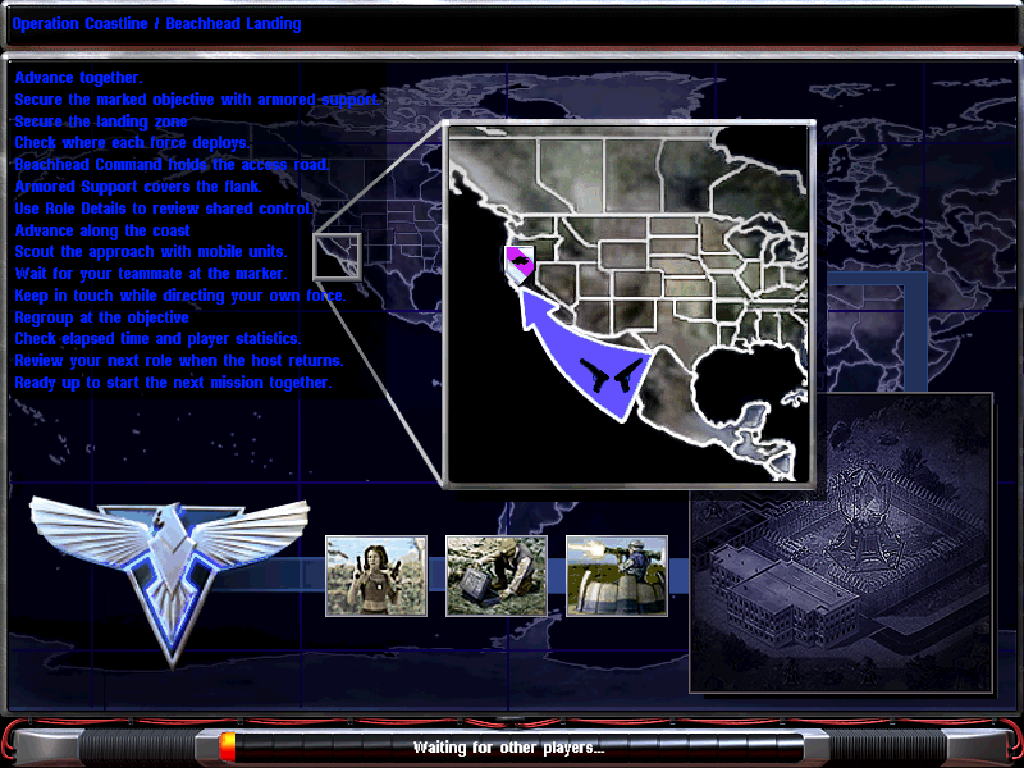 Operation Coastline / Beachhead Landing
Advance together.
Secure the marked objective with armored support.
Secure the landing zone
Check where each force deploys.
Beachhead Command holds the access road.
Armored Support covers the flank.
Use Role Details to review shared control.
Advance along the coast
Scout the approach with mobile units.
Wait for your teammate at the marker.
Keep in touch while directing your own force.
Regroup at the objective
Check elapsed time and player statistics.
Review your next role when the host returns.
Ready up to start the next mission together.
Waiting for other players...